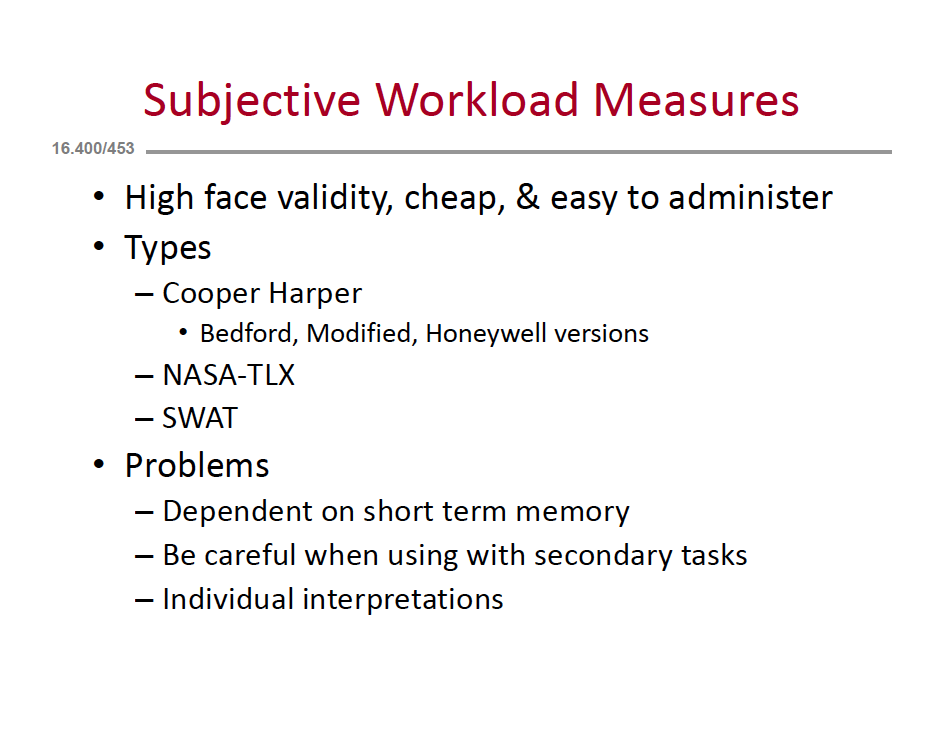 Subjective Workload Measures
16.400/453
• High face validity, cheap, & easy to administer
• Types
– Cooper Harper
• Bedford, Modified, Honeywell versions
– NASA-TLX
– SWAT
• Problems
– Dependent on short term memory
– Be careful when using with secondary tasks
– Individual interpretations